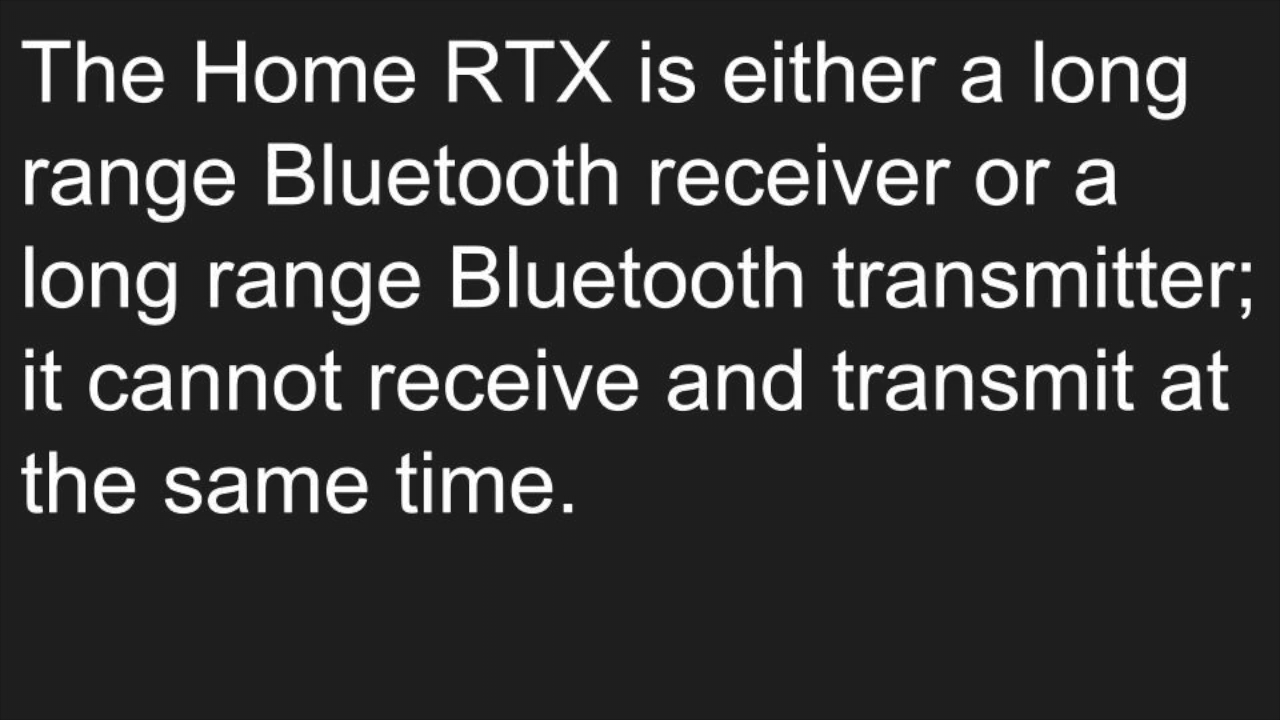 The Home RTX is either a long
range Bluetooth receiver or a
long range Bluetooth transmitter;
it cannot receive and transmit at
the same time.